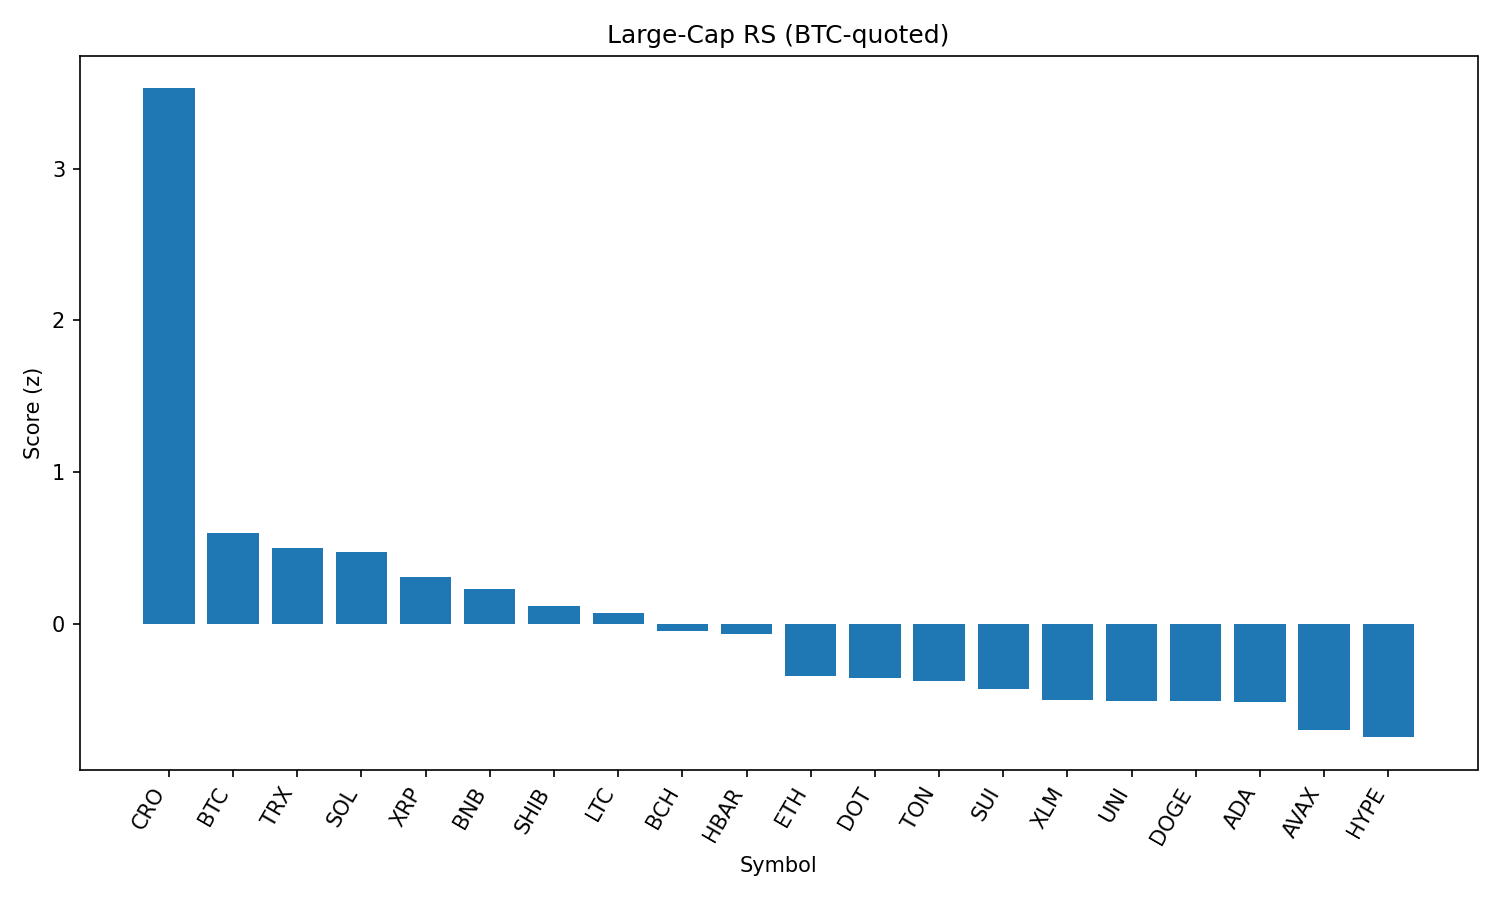 Large-Cap RS (BTC-quoted)
Score (z)
3
2
1
0
CRO
BTC
TRX
SOL
XRP
BNB
SHIB
LTC
BCH
HBAR
ETH
DOT
TON
SUI
XLM
UNI
DOGE
ADA
AVAX
HYPE
Symbol